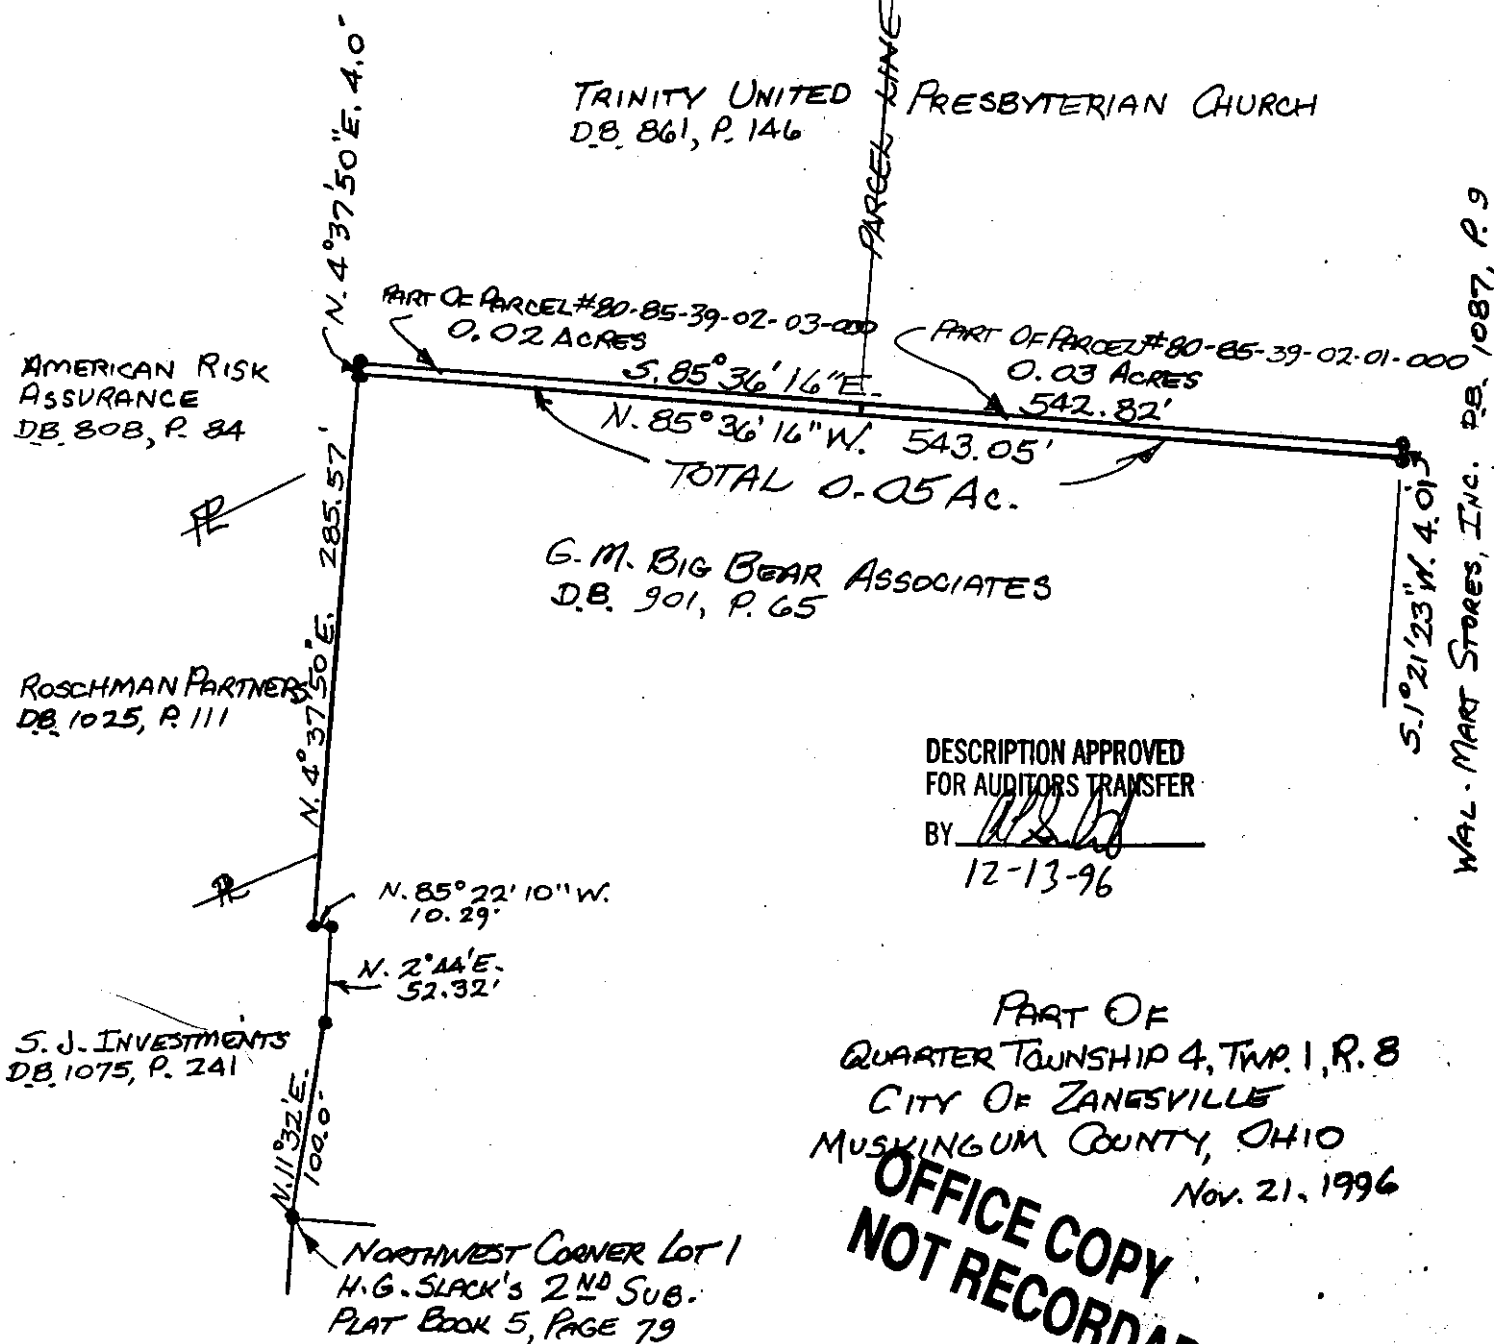 N. 4°37'50"E. 4.0'
TRINITY UNITED PRESBYTERIAN CHURCH
D.B. 861, P. 146
PARCEL LINE
PART OF PARCEL #80-85-39-02-03-000
0.02 ACRES
PART OF PARCEL #80-85-39-02-01-000
0.03 ACRES
S. 85°36'16"E.
542.82'
N. 85°36'16"W. 543.05'
TOTAL 0.05 Ac.
AMERICAN RISK
ASSURANCE
D.B. 808, P. 84
PL
G.M. BIG BEAR ASSOCIATES
D.B. 901, P. 65
S. 1°21'23"W. 4.01'
WAL-MART STORES, INC. D.B. 1087, P. 9
N. 4°37'50"E. 285.57'
ROSCHMAN PARTNERS
D.B. 1025, P. 111
DESCRIPTION APPROVED
FOR AUDITORS TRANSFER
BY
12-13-96
PL
N. 85°22'10"W.
10.29'
N. 2°44'E.
52.32'
S. J. INVESTMENTS
D.B. 1075, P. 241
N. 11°32'E.
100.0'
PART OF
QUARTER TOWNSHIP 4, TWP. 1, R. 8
CITY OF ZANESVILLE
MUSKINGUM COUNTY, OHIO
Nov. 21, 1996
OFFICE COPY
NOT RECORDA
NORTHWEST CORNER LOT 1
H.G. SLACK'S 2ND SUB.
PLAT BOOK 5, PAGE 79